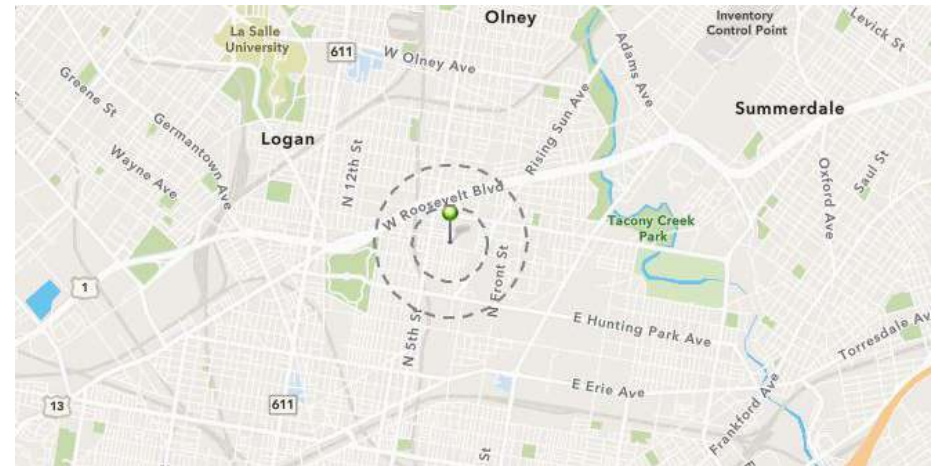 Olney
Inventory
Control Point
Levick St
La Salle
University
611
W Olney Ave
Adams Ave
Greene St
Rising Sun Ave
Summerdale
Germantown Ave
Logan
Wayne Ave
N 12th St
Oxford Ave
Saul St
W Roosevelt Blvd
Tacony Creek
Park
N Front St
1
N 5th St
E Hunting Park Ave
Torresdale Av
E Erie Ave
13
611
Frankford Ave
St